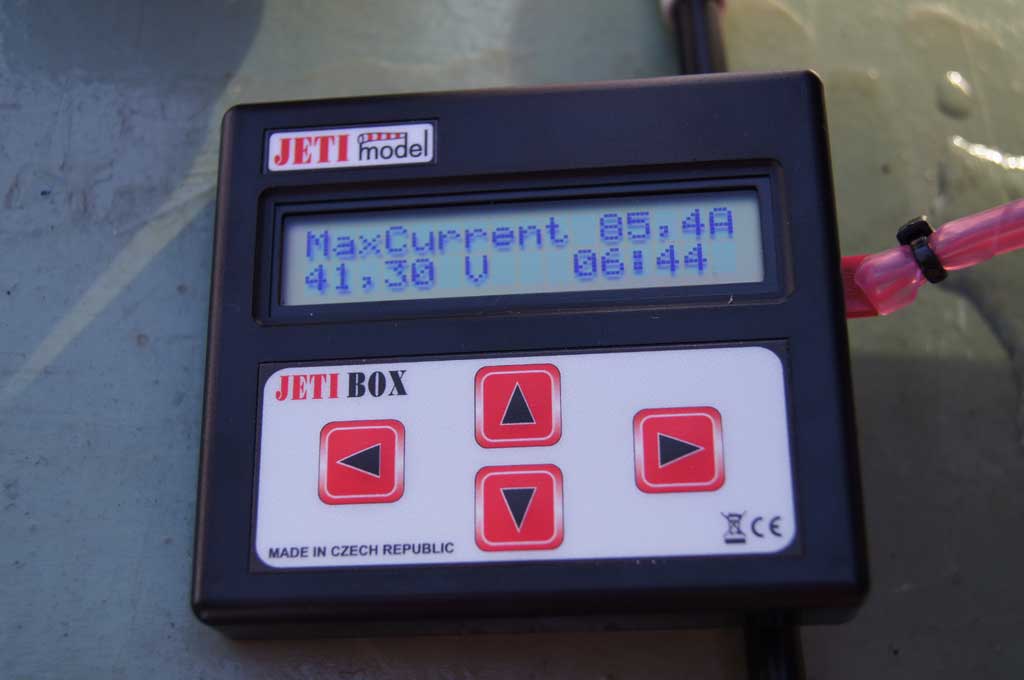 JETI model
MaxCurrent 85,4A
41,30 V 06:44
JETI BOX
MADE IN CZECH REPUBLIC
CE